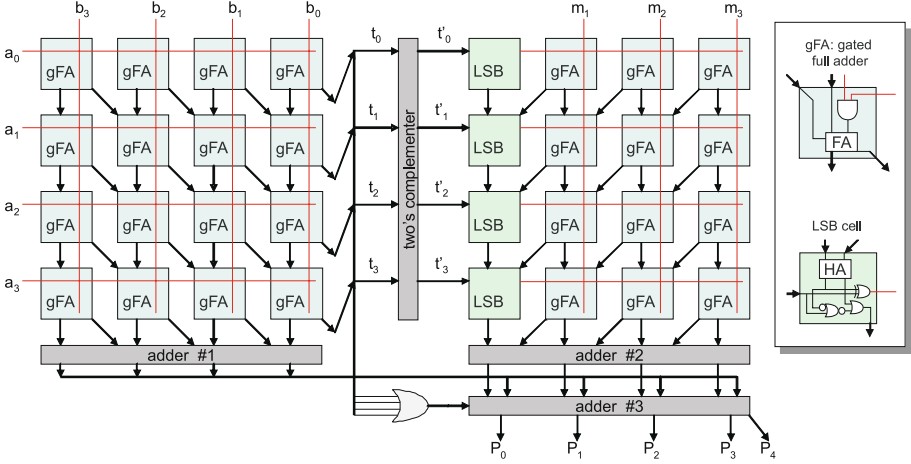 b3 b2 b1 b0 m1 m2 m3
a0 gFA gFA gFA gFA t0 t'0 LSB gFA gFA gFA
a1 gFA gFA gFA gFA t1 t'1 LSB gFA gFA gFA
a2 gFA gFA gFA gFA t2 t'2 LSB gFA gFA gFA
a3 gFA gFA gFA gFA t3 t'3 LSB gFA gFA gFA
two's complementer
adder #1 adder #2
adder #3
P0 P1 P2 P3 P4
gFA: gated
full adder
FA
LSB cell
HA